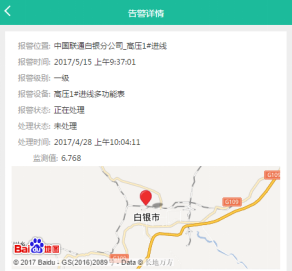 告警详情
报警位置: 中国联通白银分公司_高压1#进线
报警时间: 2017/5/15 上午9:37:01
报警级别: 一级
报警设备: 高压1#进线多功能表
报警状态: 正在处理
处理状态: 未处理
处理时间: 2017/4/28 上午10:04:11
监测值: 6.768
G109
G109
白银市
G109
Bai du 地图
© 2017 Baidu - GS(2016)2089号 - Data © 长地万方